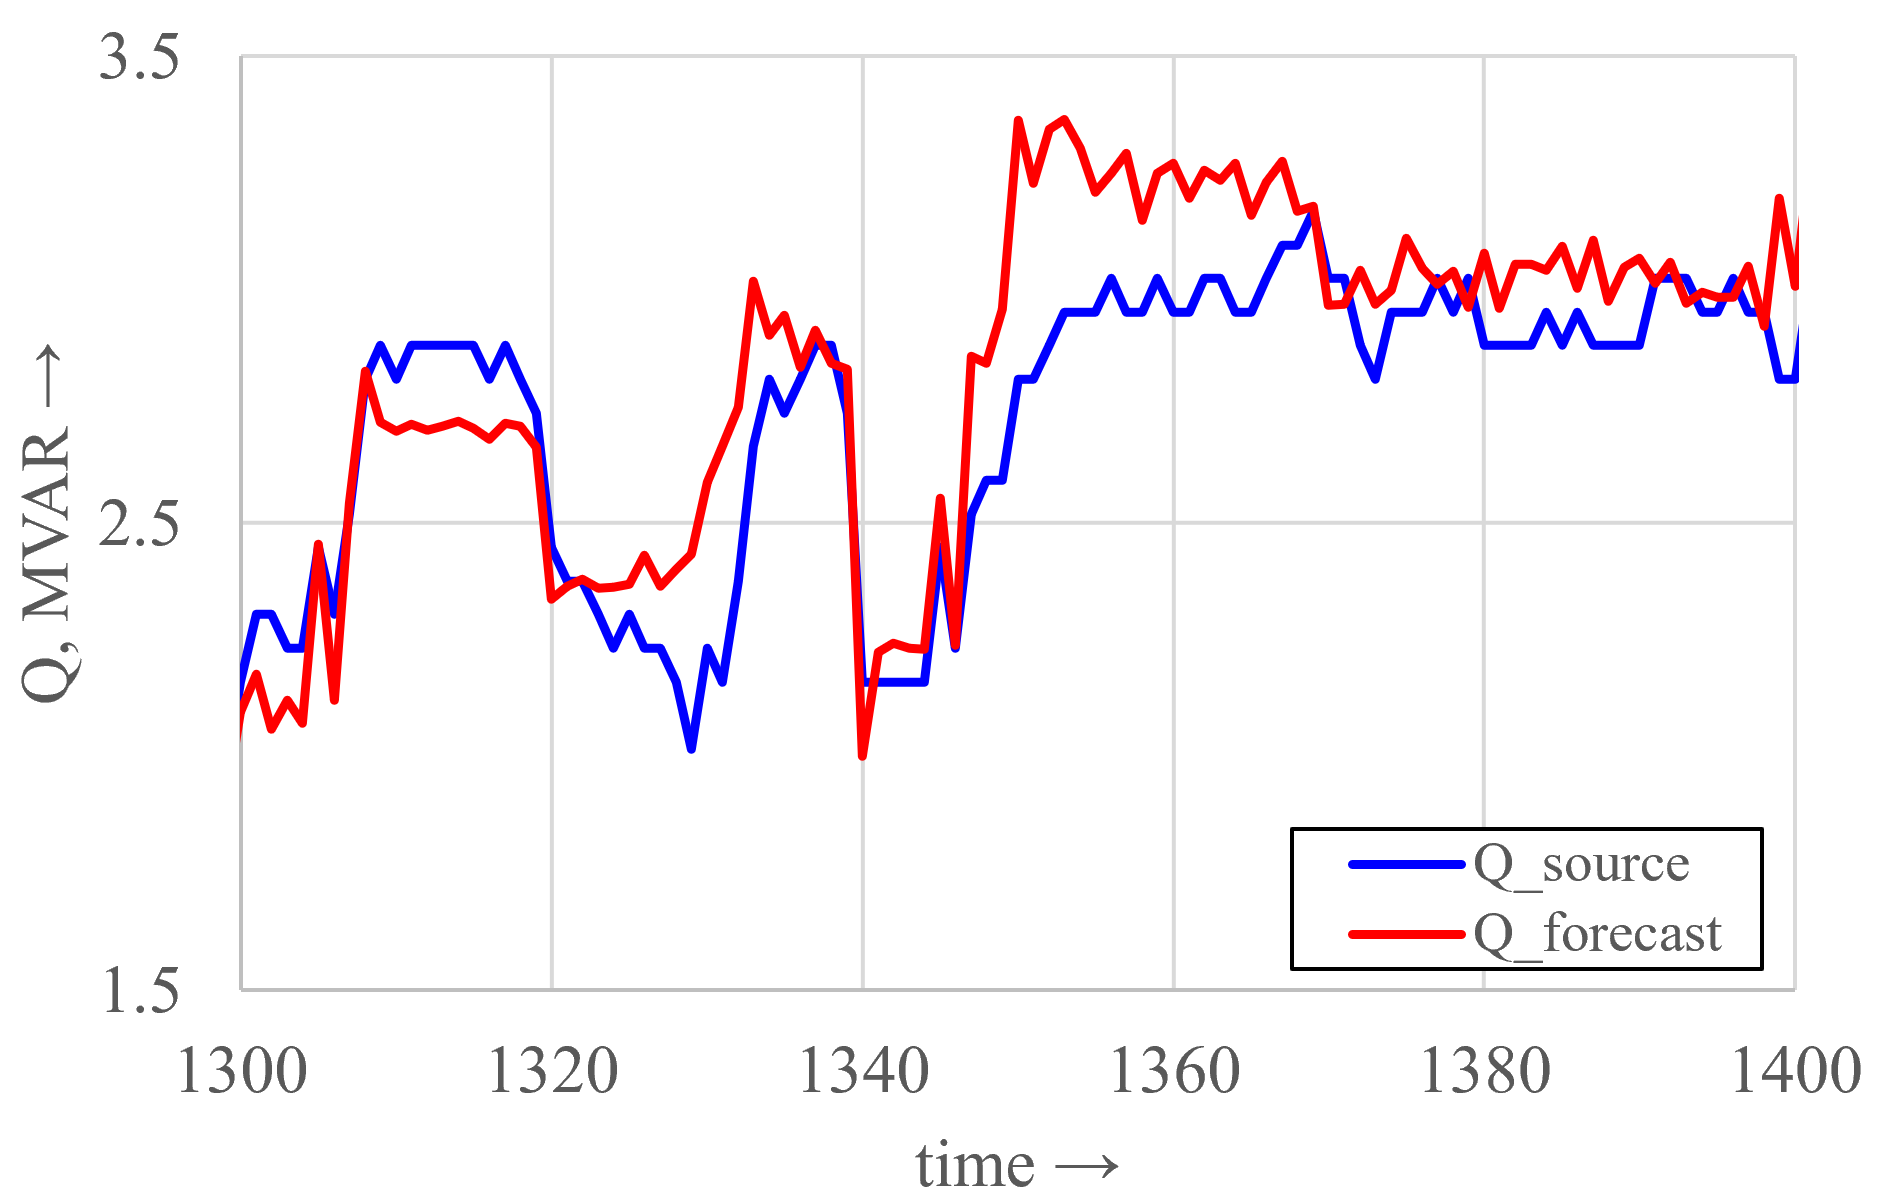 3.5
2.5
1.5
Q, MVAR →
Q_source
Q_forecast
1300 1320 1340 1360 1380 1400
time →